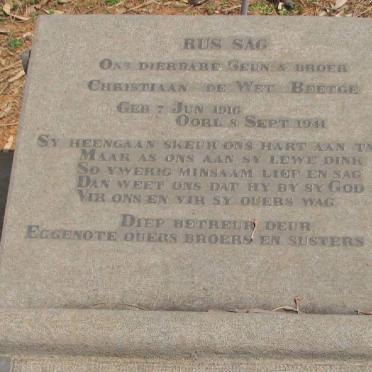 RUS SAG
ONS DIERBARE SEUN & BROER
CHRISTIAAN DE WET BEETGE
GEB 7 JUN 1916
OORL 8 SEPT 1941
SY HEENGAAN SKEUR ONS HART AAN TW
MAAR AS ONS AAN SY LEWE DINK
SO YWERIG MINSAAM LIEF EN SAG
DAN WEET ONS DAT HY BY SY GOD
VIR ONS EN VIR SY OUERS WAG
DIEP BETREUR DEUR
EGGENOTE OUERS BROERS EN SUSTERS